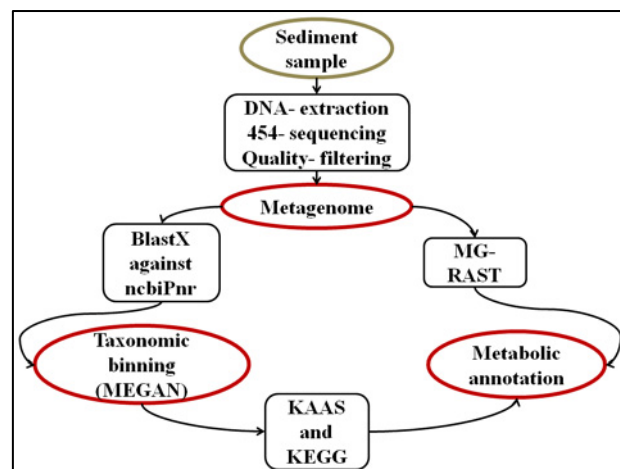 Sediment
sample
DNA- extraction
454- sequencing
Quality- filtering
Metagenome
BlastX
against
ncbiPnr
MG-
RAST
Taxonomic
binning
(MEGAN)
Metabolic
annotation
KAAS
and
KEGG